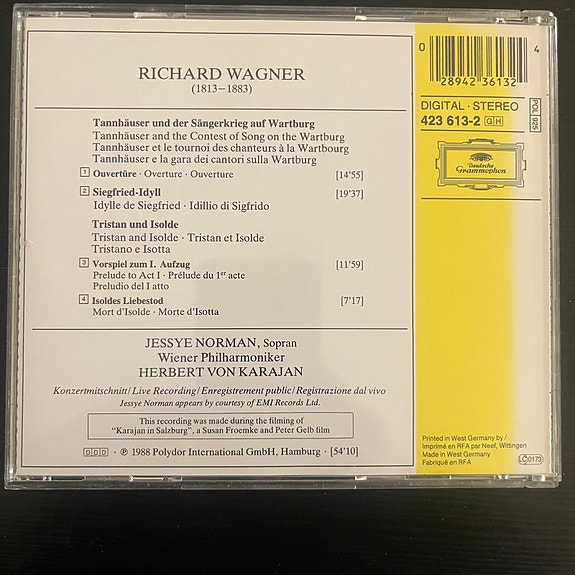 RICHARD WAGNER
(1813–1883)
Tannhäuser und der Sängerkrieg auf Wartburg
Tannhäuser and the Contest of Song on the Wartburg
Tannhäuser et le tournoi des chanteurs à la Wartbourg
Tannhäuser e la gara dei cantori sulla Wartburg
1 Ouvertüre · Overture · Ouverture [14'55]
2 Siegfried-Idyll [19'37]
Idylle de Siegfried · Idillio di Sigfrido
Tristan und Isolde
Tristan and Isolde · Tristan et Isolde
Tristano e Isotta
3 Vorspiel zum I. Aufzug [11'59]
Prelude to Act I · Prélude du 1er acte
Preludio del I atto
4 Isoldes Liebestod [7'17]
Mort d'Isolde · Morte d'Isotta
JESSYE NORMAN, Sopran
Wiener Philharmoniker
HERBERT VON KARAJAN
Konzertmitschnitt / Live Recording / Enregistrement public / Registrazione dal vivo
Jessye Norman appears by courtesy of EMI Records Ltd.
This recording was made during the filming of
"Karajan in Salzburg", a Susan Froemke and Peter Gelb film
DDD · ℗ 1988 Polydor International GmbH, Hamburg · [54'10]
0 28942 36132 4
DIGITAL · STEREO
423 613-2 GH
POL 925
Deutsche
Grammophon
Printed in West Germany by /
Imprimé en RFA par Neef, Wittingen
Made in West Germany
Fabriqué en RFA
LC 0173